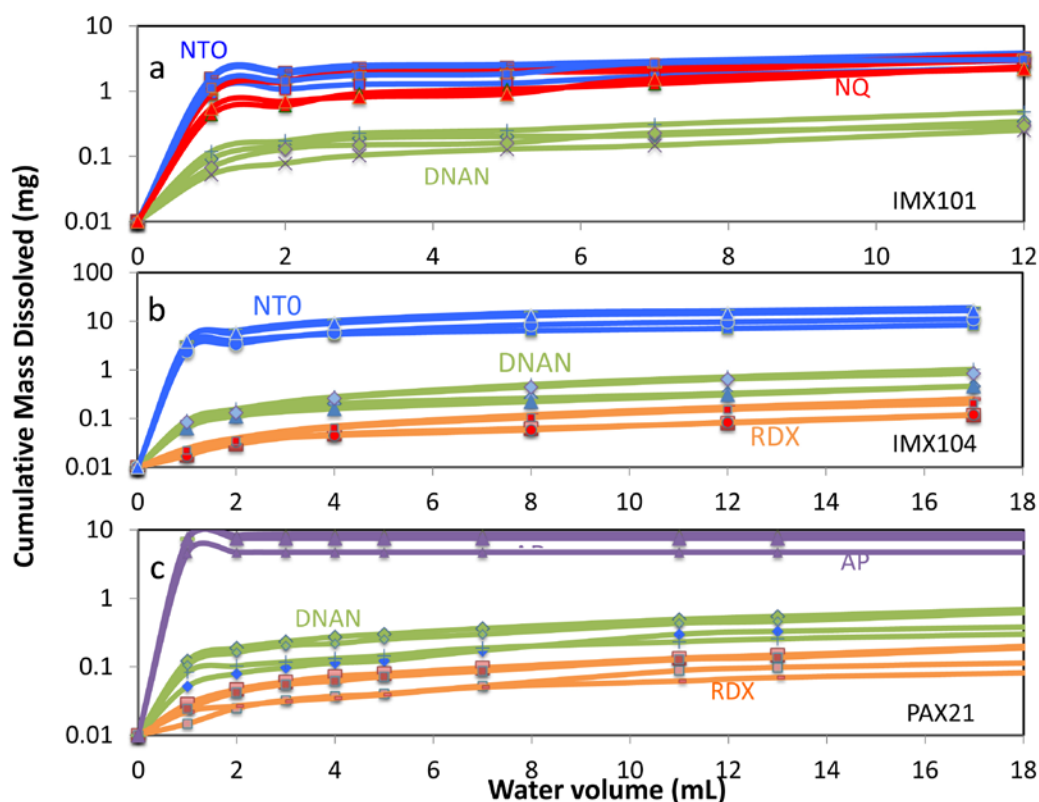 Cumulative Mass Dissolved (mg)
10
1
0.1
0.01
a
NTO
NQ
DNAN
IMX101
0 2 4 6 8 10 12
100
10
1
0.1
0.01
b
NT0
DNAN
RDX
IMX104
0 2 4 6 8 10 12 14 16 18
10
1
0.1
0.01
c
AP
DNAN
RDX
PAX21
0 2 4 6 8 10 12 14 16 18
Water volume (mL)